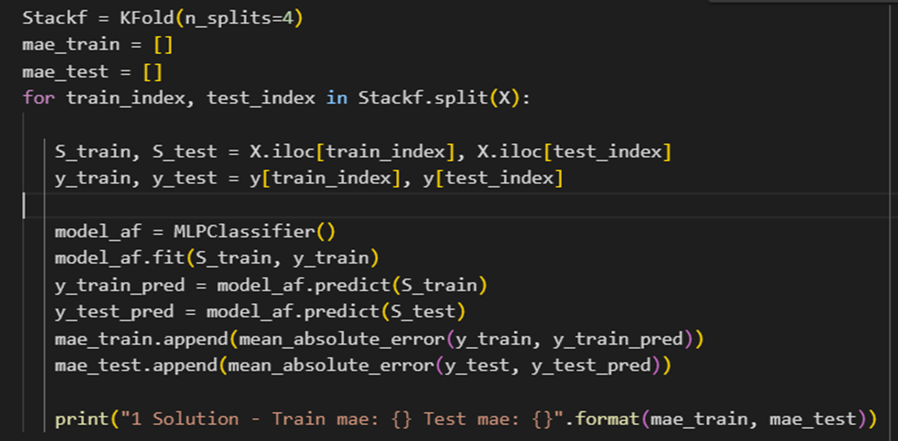 Stackf = KFold(n_splits=4)
mae_train = []
mae_test = []
for train_index, test_index in Stackf.split(X):
S_train, S_test = X.iloc[train_index], X.iloc[test_index]
y_train, y_test = y[train_index], y[test_index]
model_af = MLPClassifier()
model_af.fit(S_train, y_train)
y_train_pred = model_af.predict(S_train)
y_test_pred = model_af.predict(S_test)
mae_train.append(mean_absolute_error(y_train, y_train_pred))
mae_test.append(mean_absolute_error(y_test, y_test_pred))
print("1 Solution - Train mae: {} Test mae: {}".format(mae_train, mae_test))